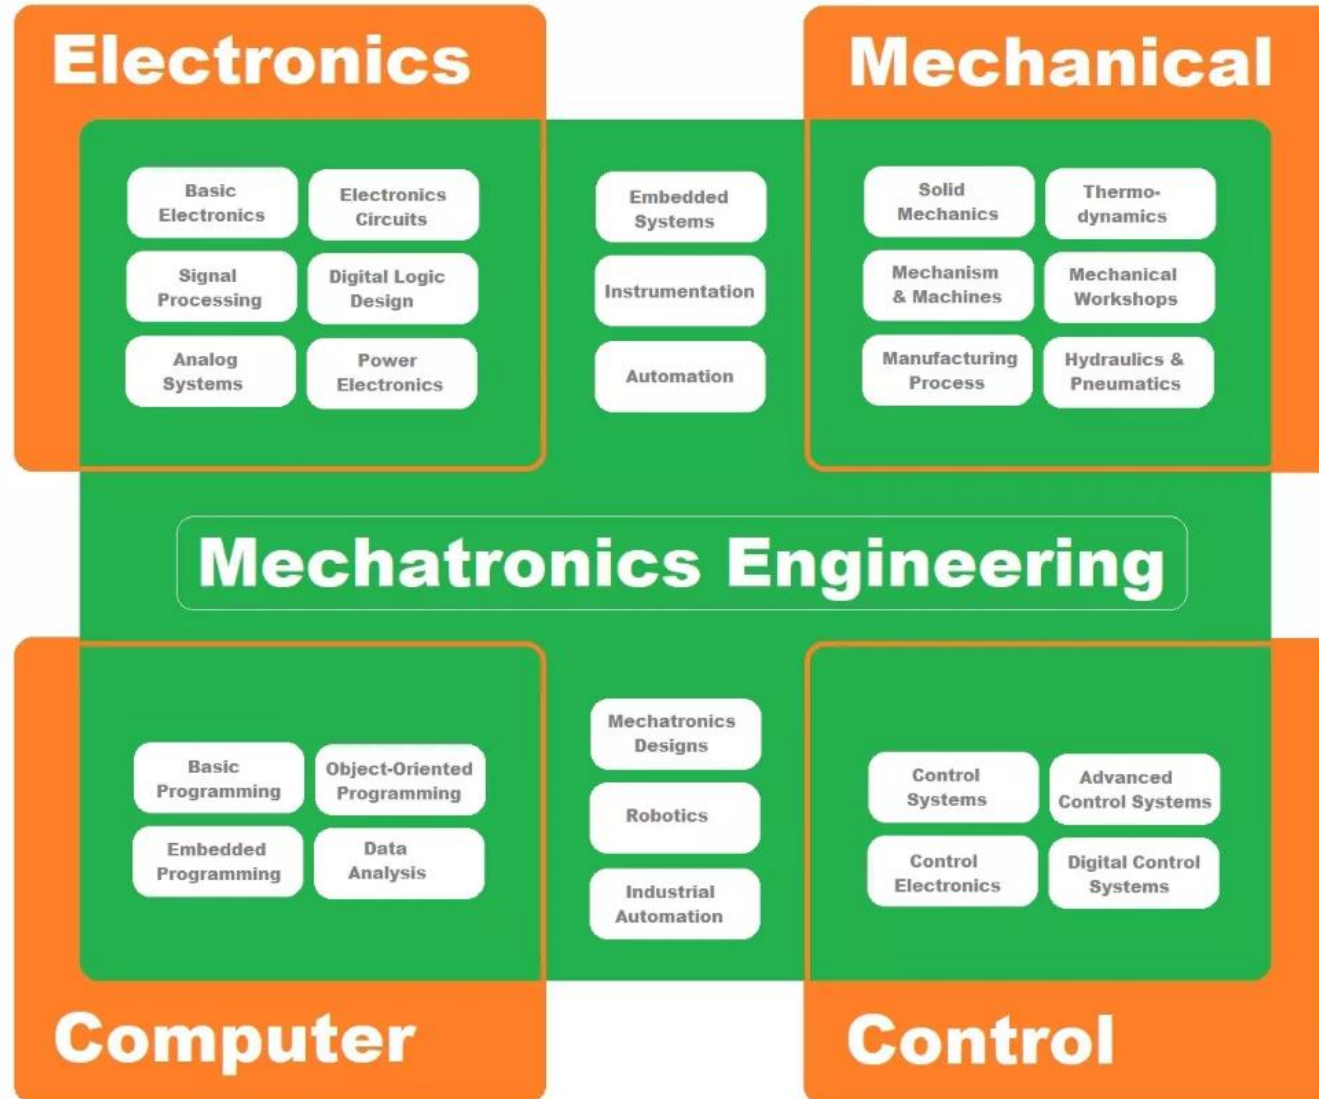 Electronics
Mechanical
Basic
Electronics
Electronics
Circuits
Signal
Processing
Digital Logic
Design
Analog
Systems
Power
Electronics
Embedded
Systems
Instrumentation
Automation
Solid
Mechanics
Thermo-
dynamics
Mechanism
& Machines
Mechanical
Workshops
Manufacturing
Process
Hydraulics &
Pneumatics
Mechatronics Engineering
Basic
Programming
Object-Oriented
Programming
Embedded
Programming
Data
Analysis
Mechatronics
Designs
Robotics
Industrial
Automation
Control
Systems
Advanced
Control Systems
Control
Electronics
Digital Control
Systems
Computer
Control